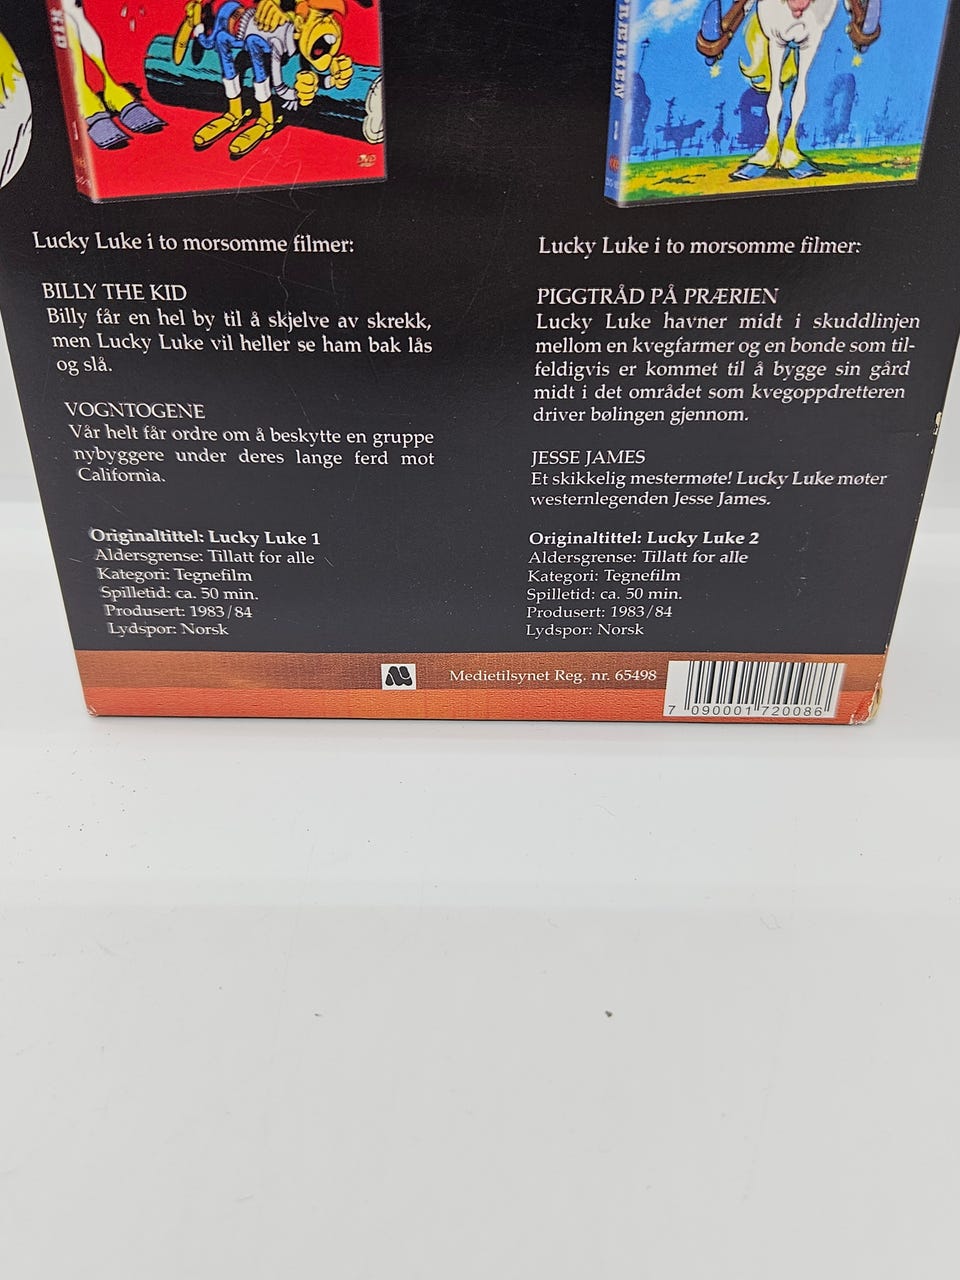 PRÆRIEN
DVD
Lucky Luke i to morsomme filmer:
BILLY THE KID
Billy får en hel by til å skjelve av skrekk,
men Lucky Luke vil heller se ham bak lås
og slå.
VOGNTOGENE
Vår helt får ordre om å beskytte en gruppe
nybyggere under deres lange ferd mot
California.
Originaltittel: Lucky Luke 1
Aldersgrense: Tillatt for alle
Kategori: Tegnefilm
Spilletid: ca. 50 min.
Produsert: 1983/84
Lydspor: Norsk
Lucky Luke i to morsomme filmer:
PIGGTRÅD PÅ PRÆRIEN
Lucky Luke havner midt i skuddlinjen
mellom en kvegfarmer og en bonde som til-
feldigvis er kommet til å bygge sin gård
midt i det området som kvegoppdretteren
driver bølingen gjennom.
JESSE JAMES
Et skikkelig mestermøte! Lucky Luke møter
westernlegenden Jesse James.
Originaltittel: Lucky Luke 2
Aldersgrense: Tillatt for alle
Kategori: Tegnefilm
Spilletid: ca. 50 min.
Produsert: 1983/84
Lydspor: Norsk
Medietilsynet Reg. nr. 65498
7 090001 720086